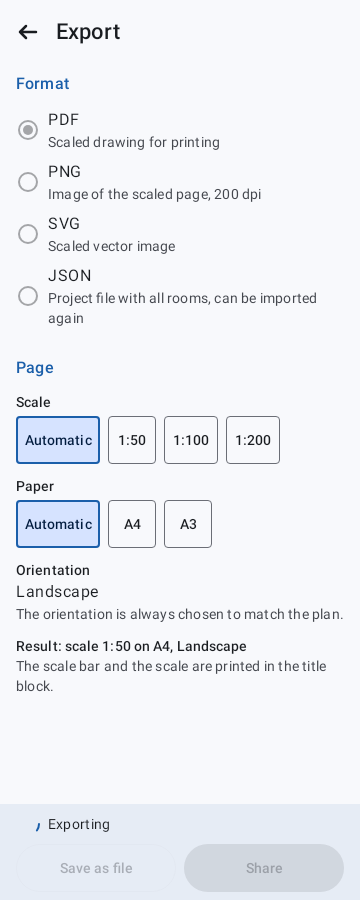 Export
Format
PDF
Scaled drawing for printing
PNG
Image of the scaled page, 200 dpi
SVG
Scaled vector image
JSON
Project file with all rooms, can be imported
again
Page
Scale
Automatic 1:50 1:100 1:200
Paper
Automatic A4 A3
Orientation
Landscape
The orientation is always chosen to match the plan.
Result: scale 1:50 on A4, Landscape
The scale bar and the scale are printed in the title
block.
Exporting
Save as file Share